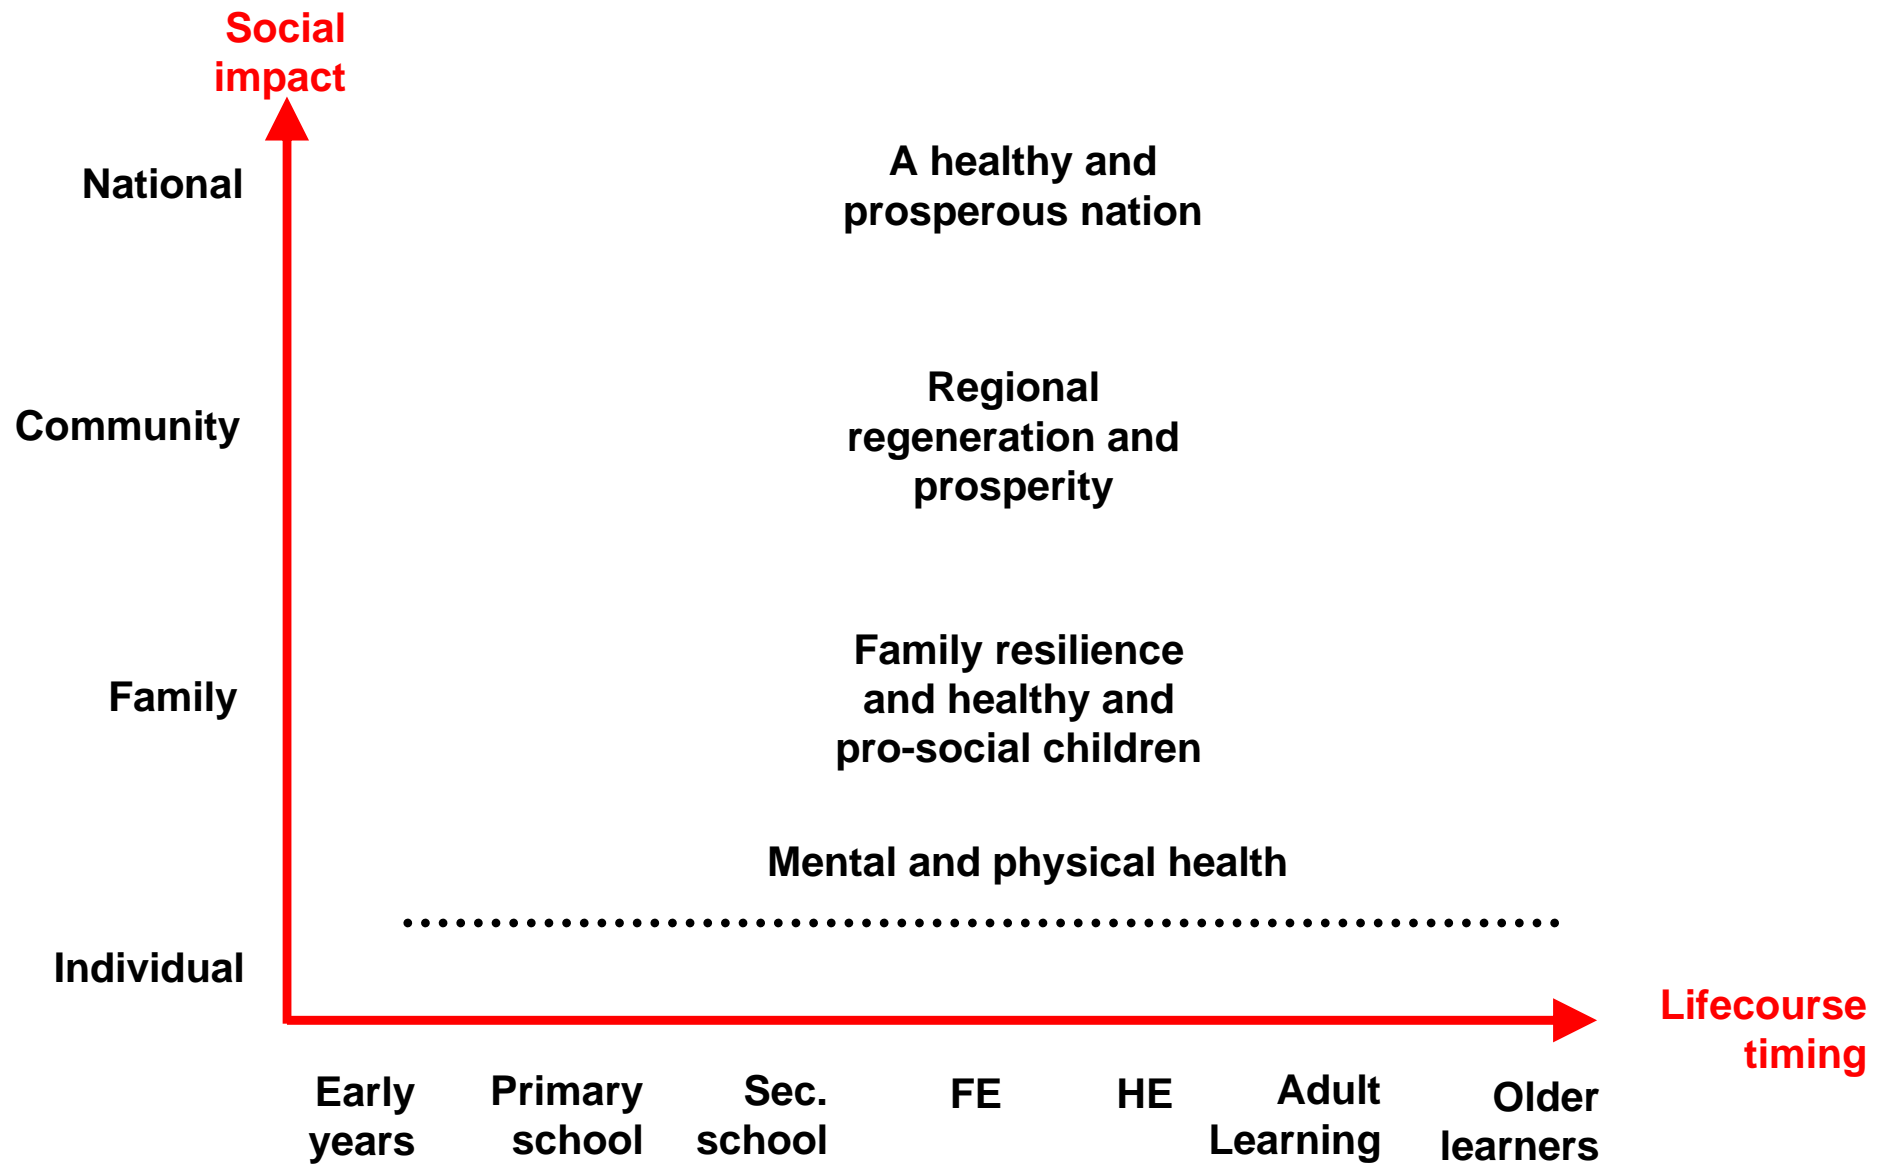 Social
impact
National
A healthy and
prosperous nation
Community
Regional
regeneration and
prosperity
Family
Family resilience
and healthy and
pro-social children
Mental and physical health
Individual
Lifecourse
timing
Early
years
Primary
school
Sec.
school
FE
HE
Adult
Learning
Older
learners